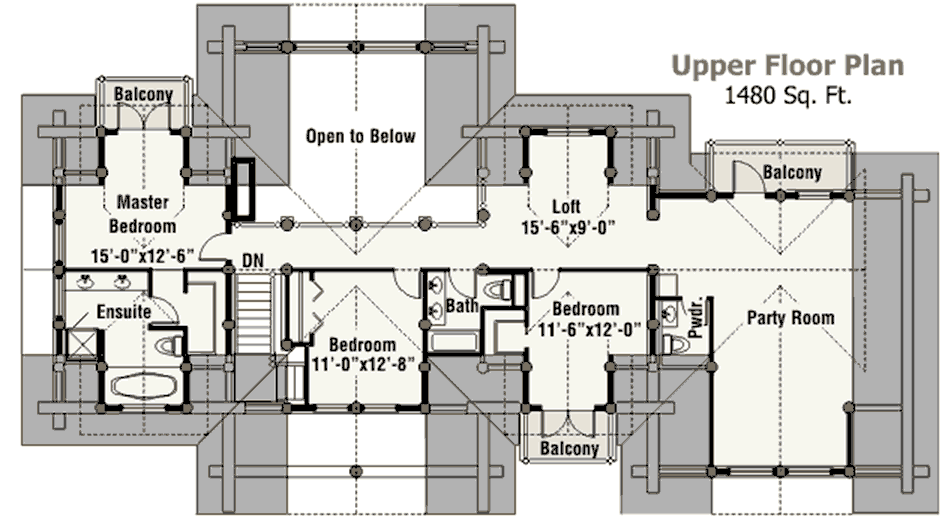 Upper Floor Plan
1480 Sq. Ft.
Balcony
Open to Below
Balcony
Master
Bedroom
15'-0"x12'-6"
Loft
15'-6"x9'-0"
DN
Ensuite
Bath
Bedroom
11'-6"x12'-0"
Pwdr.
Party Room
Bedroom
11'-0"x12'-8"
Balcony